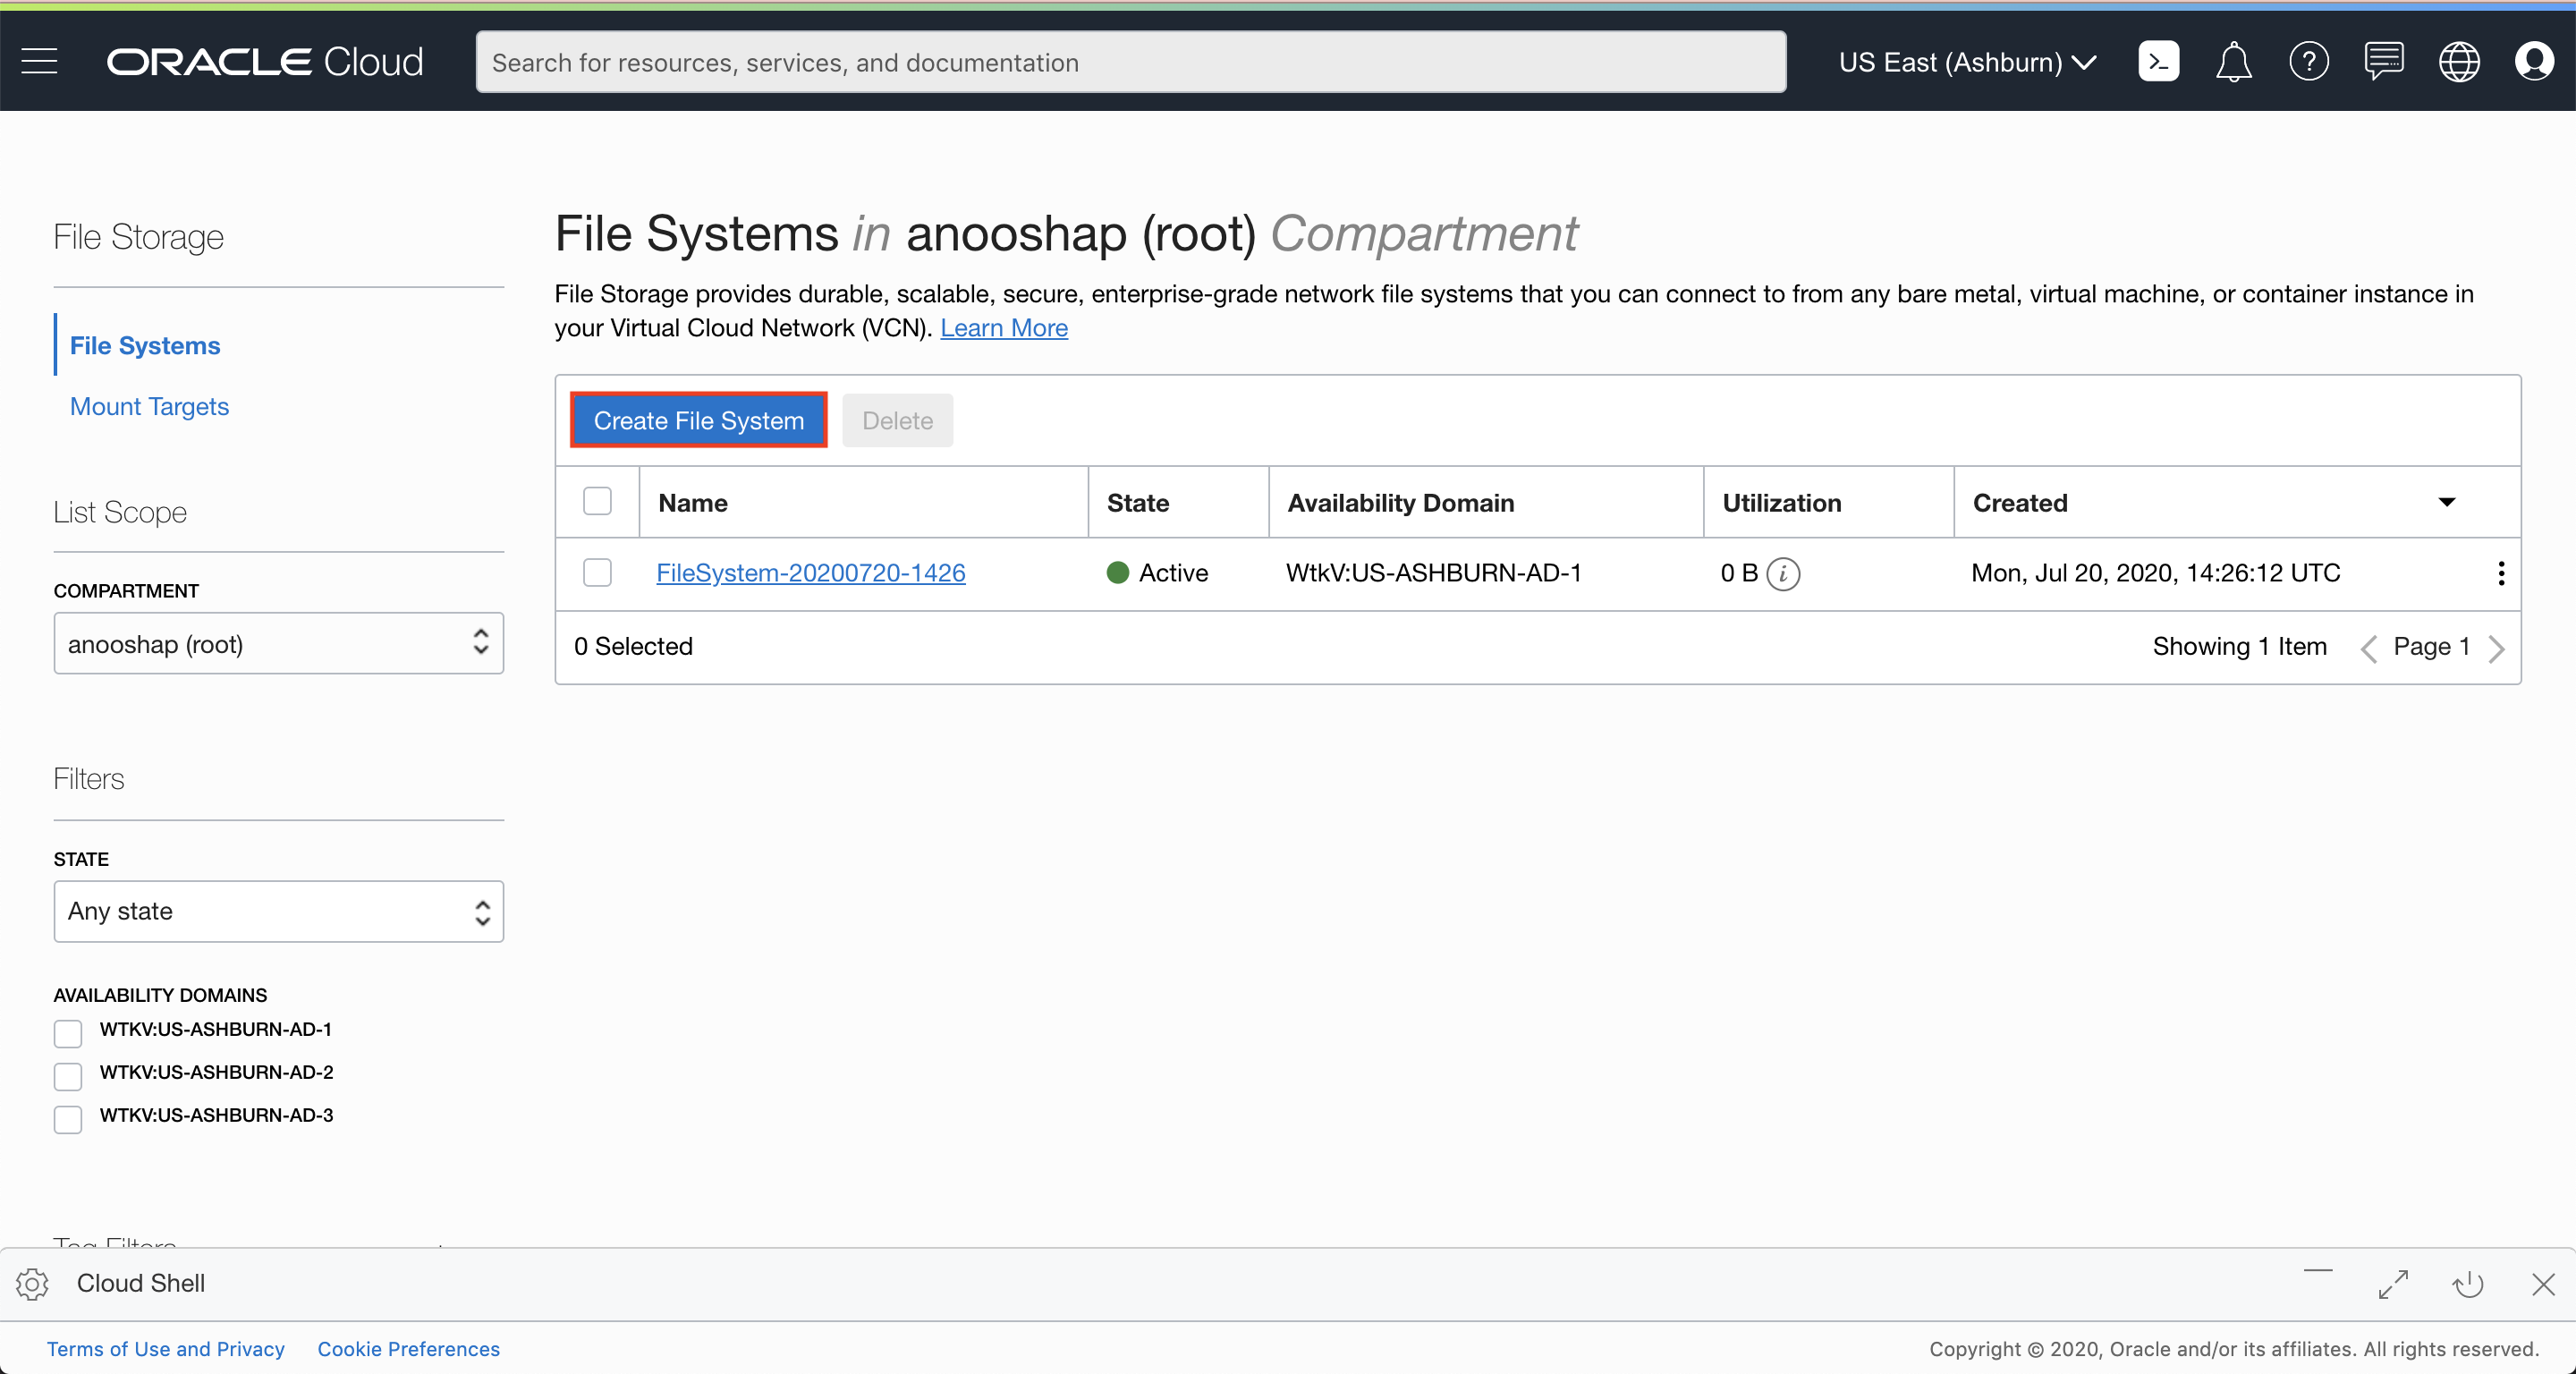 ORACLE Cloud
Search for resources, services, and documentation
US East (Ashburn)
File Storage
File Systems
Mount Targets
List Scope
COMPARTMENT
anooshap (root)
Filters
STATE
Any state
AVAILABILITY DOMAINS
WTKV:US-ASHBURN-AD-1
WTKV:US-ASHBURN-AD-2
WTKV:US-ASHBURN-AD-3
Tag Filters
File Systems in anooshap (root) Compartment
File Storage provides durable, scalable, secure, enterprise-grade network file systems that you can connect to from any bare metal, virtual machine, or container instance in
your Virtual Cloud Network (VCN). Learn More
Create File System Delete
Name State Availability Domain Utilization Created
FileSystem-20200720-1426 Active WtkV:US-ASHBURN-AD-1 0 B Mon, Jul 20, 2020, 14:26:12 UTC
0 Selected Showing 1 Item Page 1
Cloud Shell
Terms of Use and Privacy Cookie Preferences Copyright © 2020, Oracle and/or its affiliates. All rights reserved.